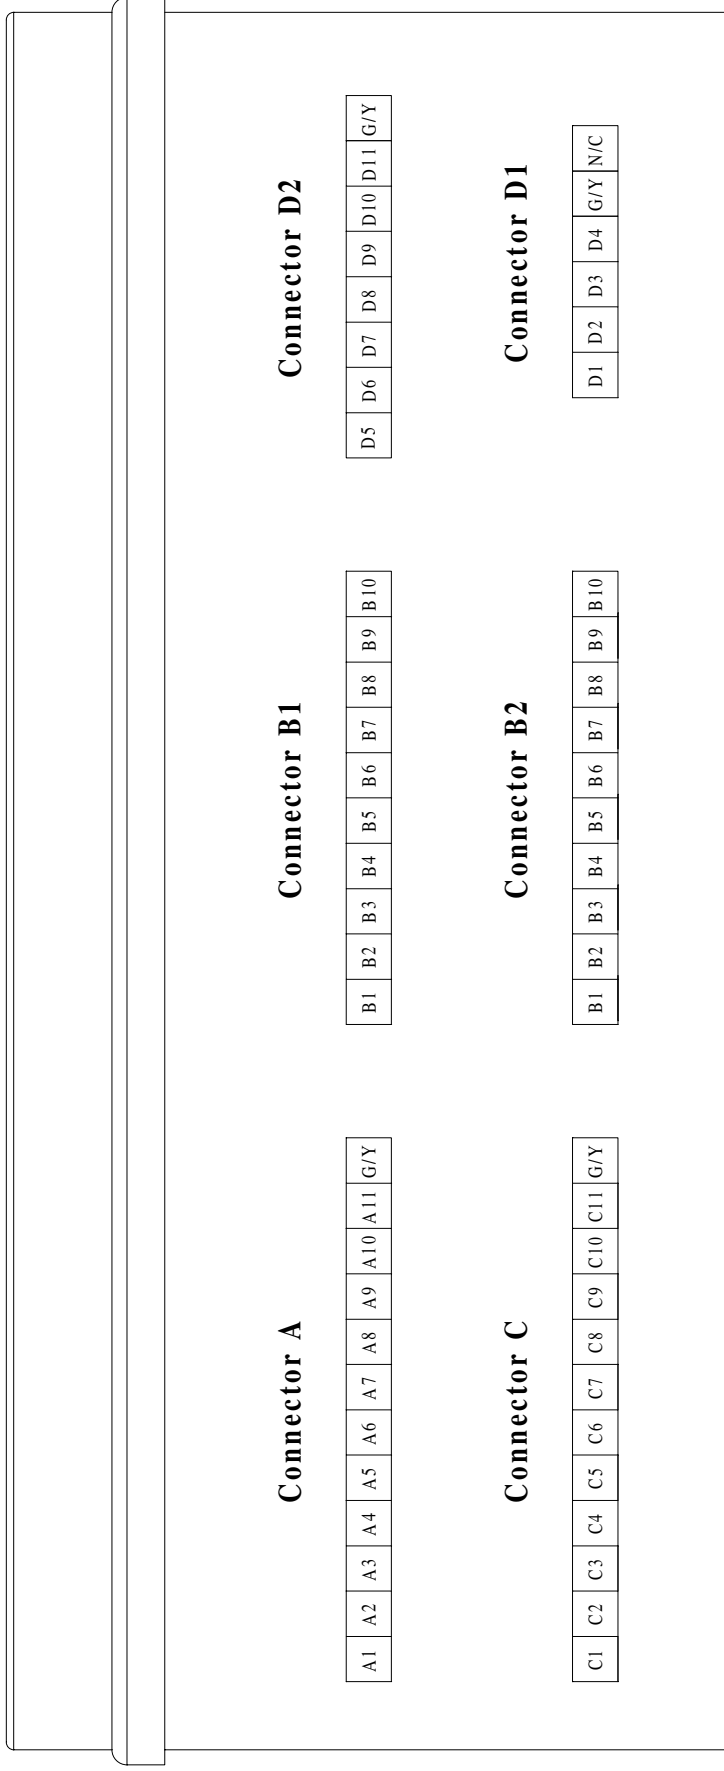 Connector A
A1 A2 A3 A4 A5 A6 A7 A8 A9 A10 A11 G/Y
Connector B1
B1 B2 B3 B4 B5 B6 B7 B8 B9 B10
Connector D2
D5 D6 D7 D8 D9 D10 D11 G/Y
Connector C
C1 C2 C3 C4 C5 C6 C7 C8 C9 C10 C11 G/Y
Connector B2
B1 B2 B3 B4 B5 B6 B7 B8 B9 B10
Connector D1
D1 D2 D3 D4 G/Y N/C